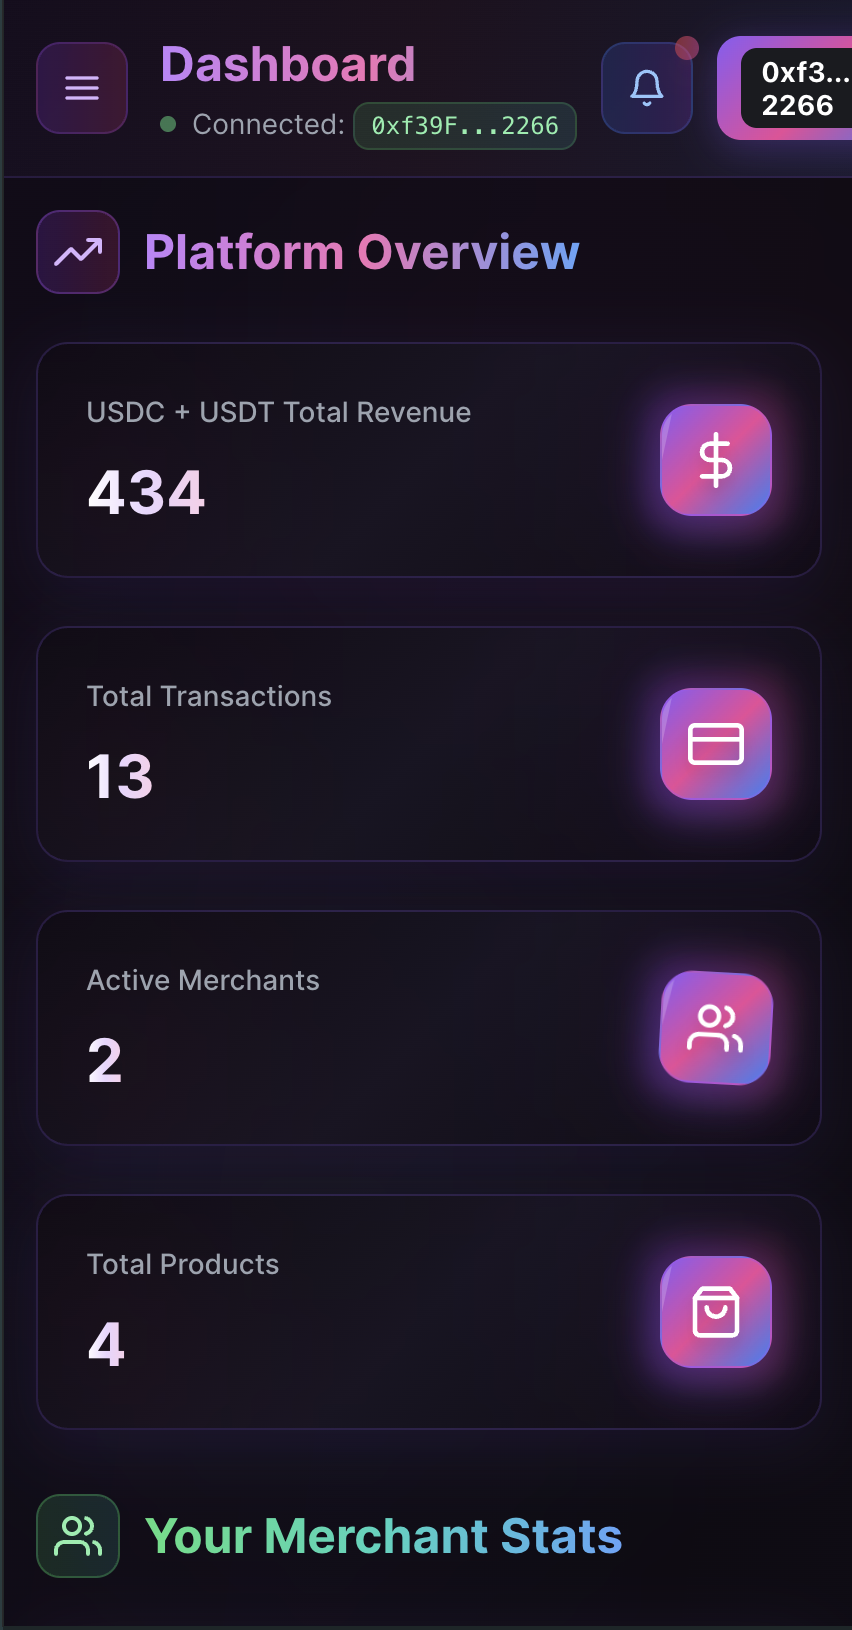 Dashboard
Connected: 0xf39F...2266
0xf3...
2266
Platform Overview
USDC + USDT Total Revenue
434
Total Transactions
13
Active Merchants
2
Total Products
4
Your Merchant Stats